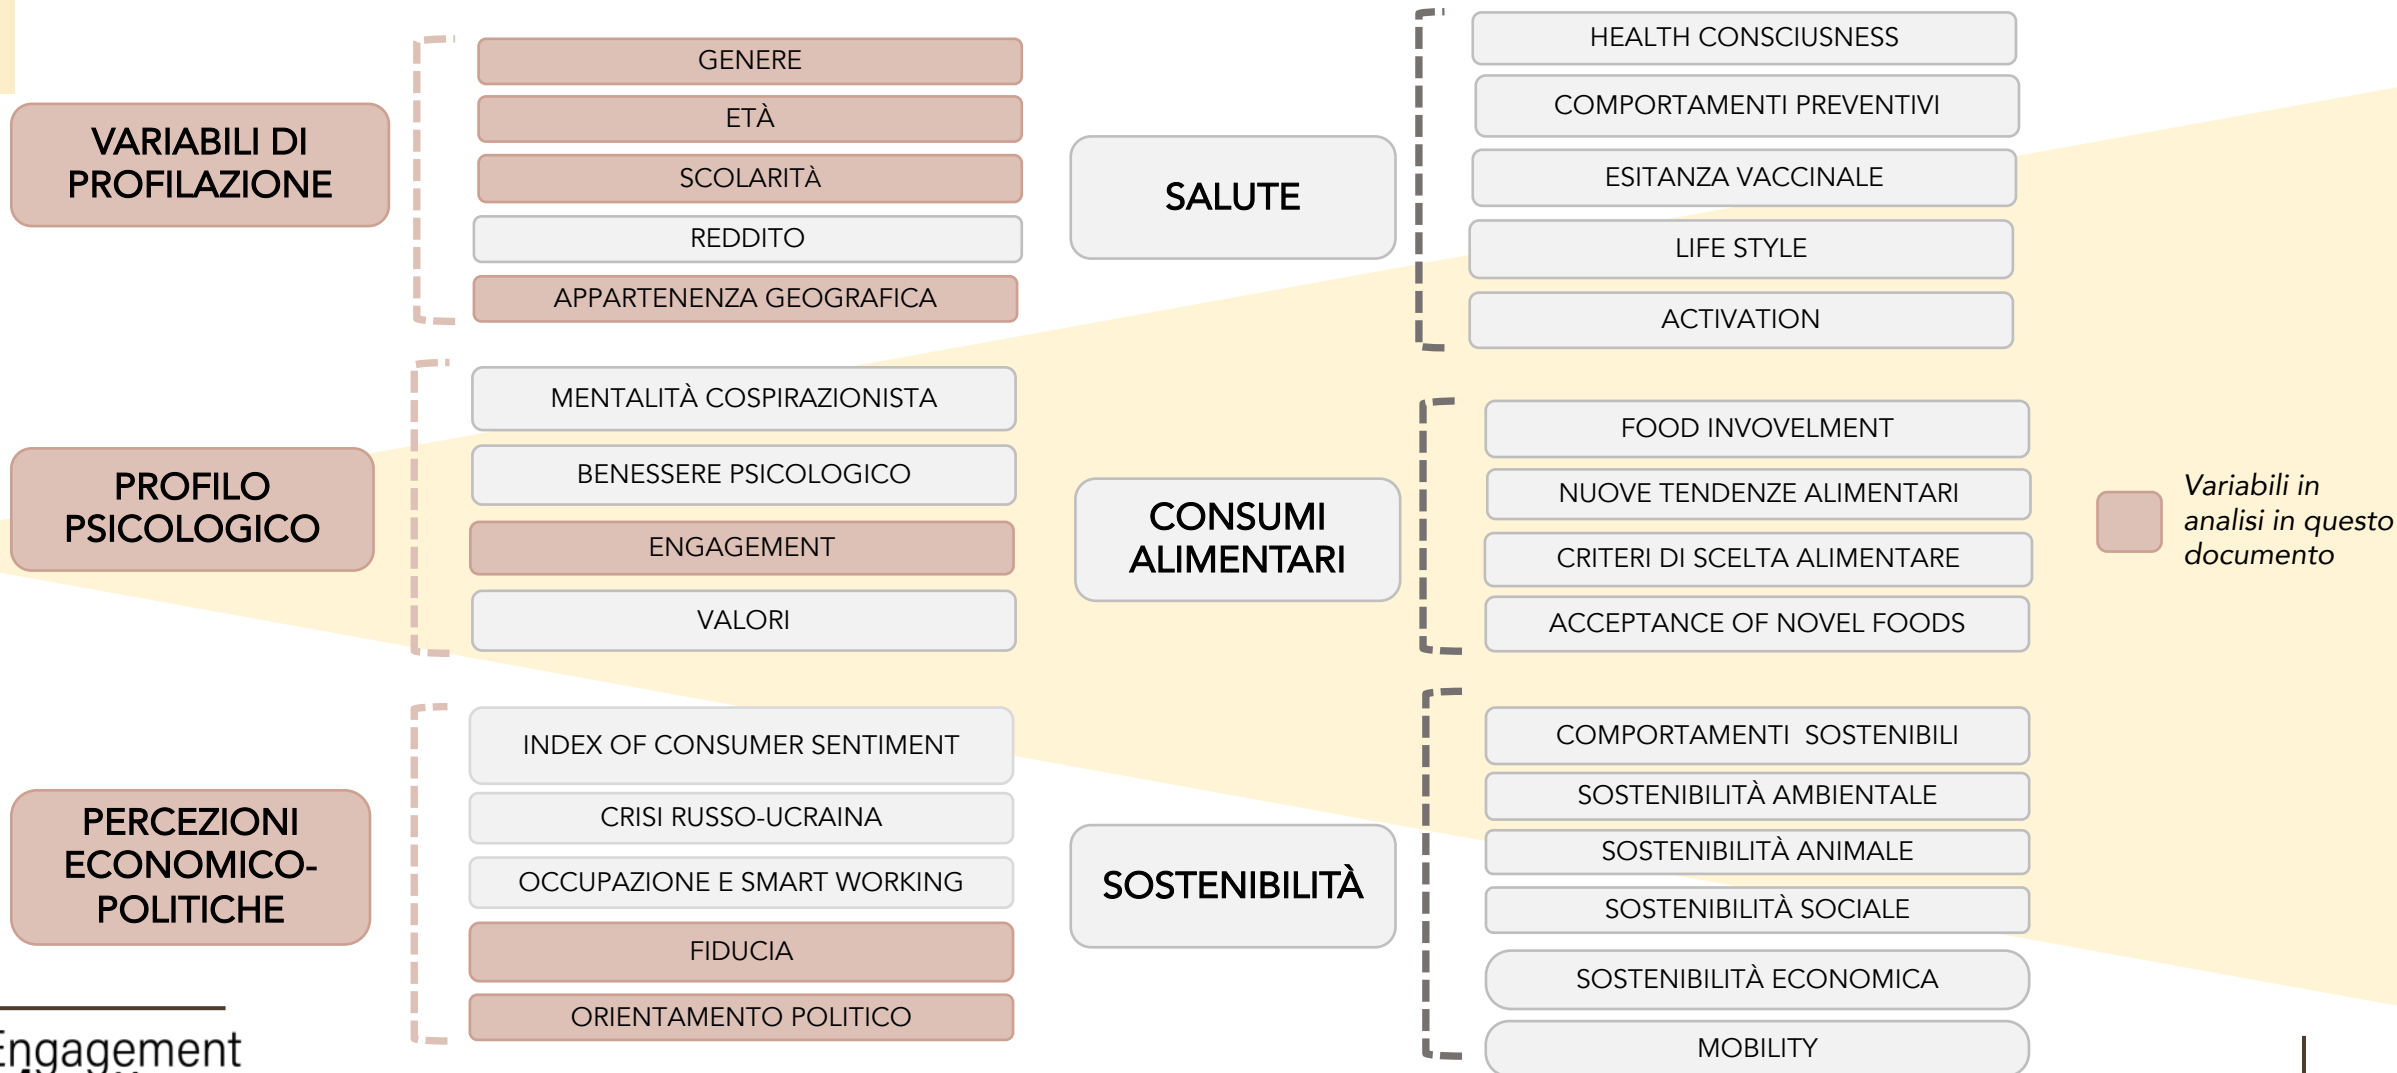 VARIABILI DI
PROFILAZIONE
GENERE
ETÀ
SCOLARITÀ
REDDITO
APPARTENENZA GEOGRAFICA
PROFILO
PSICOLOGICO
MENTALITÀ COSPIRAZIONISTA
BENESSERE PSICOLOGICO
ENGAGEMENT
VALORI
PERCEZIONI
ECONOMICO-
POLITICHE
INDEX OF CONSUMER SENTIMENT
CRISI RUSSO-UCRAINA
OCCUPAZIONE E SMART WORKING
FIDUCIA
ORIENTAMENTO POLITICO
SALUTE
HEALTH CONSCIUSNESS
COMPORTAMENTI PREVENTIVI
ESITANZA VACCINALE
LIFE STYLE
ACTIVATION
CONSUMI
ALIMENTARI
FOOD INVOVELMENT
NUOVE TENDENZE ALIMENTARI
CRITERI DI SCELTA ALIMENTARE
ACCEPTANCE OF NOVEL FOODS
SOSTENIBILITÀ
COMPORTAMENTI  SOSTENIBILI
SOSTENIBILITÀ AMBIENTALE
SOSTENIBILITÀ ANIMALE
SOSTENIBILITÀ SOCIALE
SOSTENIBILITÀ ECONOMICA
MOBILITY
Variabili in
analisi in questo
documento
Engagement